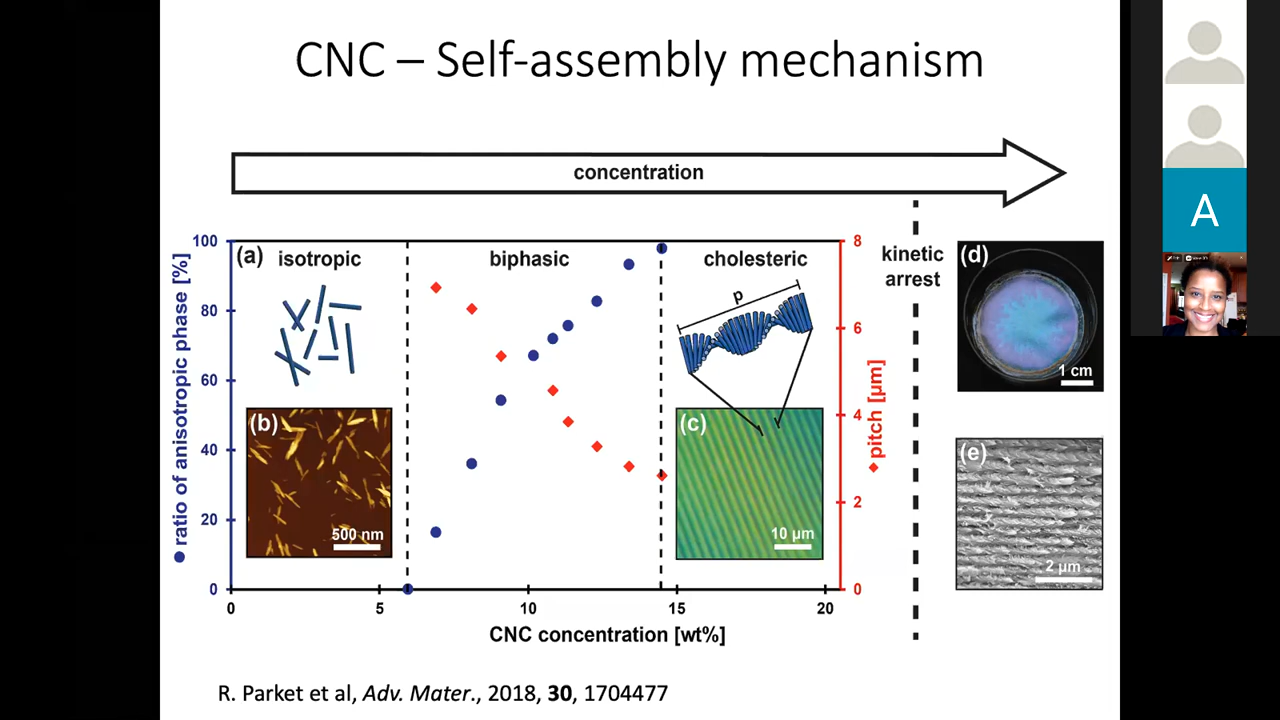 CNC – Self-assembly mechanism
concentration
A
100
80
60
40
20
0
ratio of anisotropic phase [%]
(a) isotropic
biphasic
cholesteric
p
(b)
500 nm
(c)
10 µm
8
6
4
2
0
pitch [µm]
kinetic
arrest
(d)
1 cm
(e)
2 µm
0 5 10 15 20
CNC concentration [wt%]
R. Parket et al, Adv. Mater., 2018, 30, 1704477